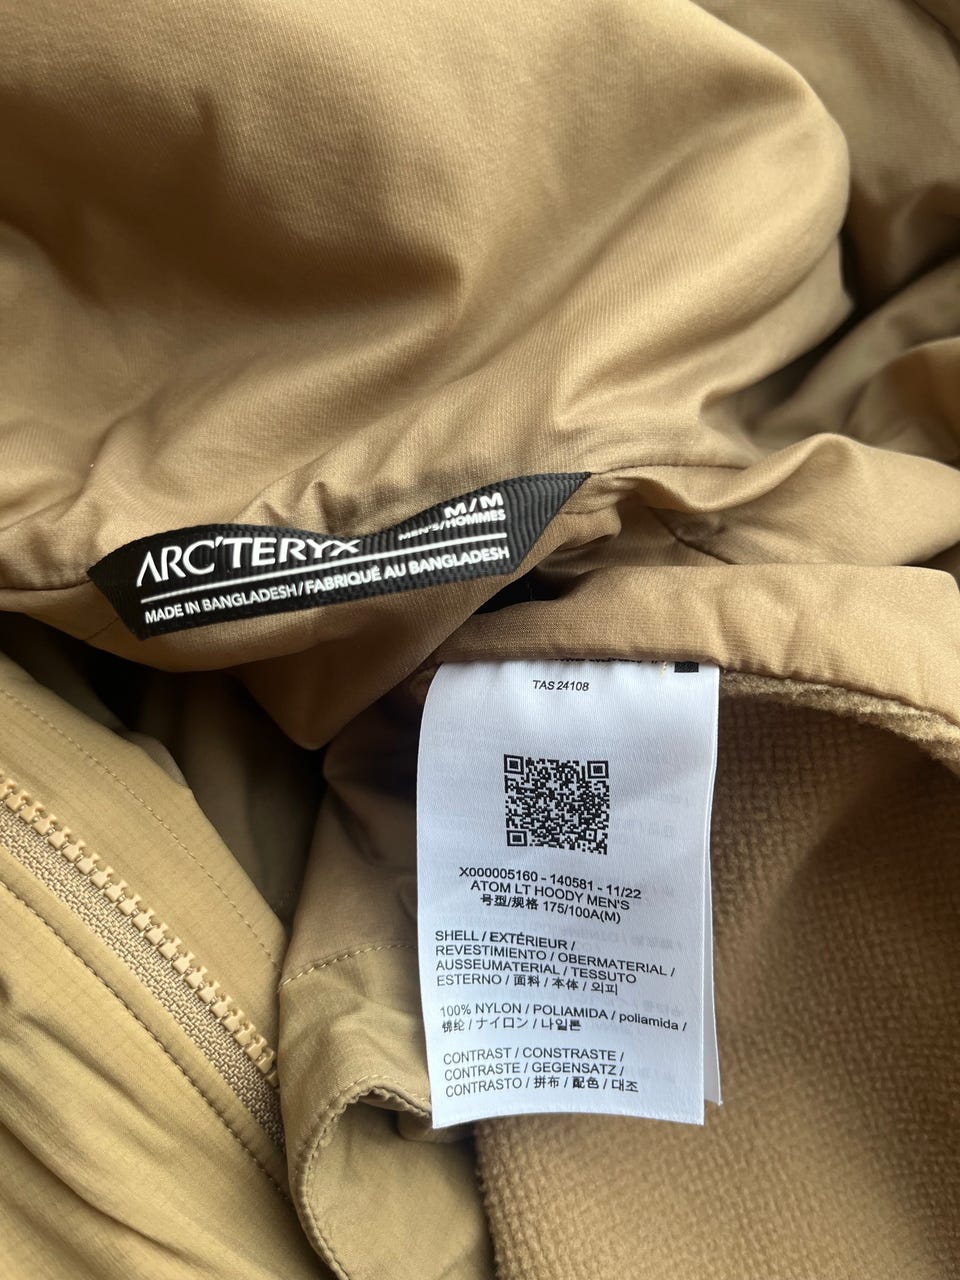 ARC'TERYX
M/M
MEN'S/HOMMES
MADE IN BANGLADESH / FABRIQUÉ AU BANGLADESH
TAS 24108
X000005160 - 140581 - 11/22
ATOM LT HOODY MEN'S
号型/规格 175/100A(M)
SHELL / EXTÉRIEUR /
REVESTIMIENTO / OBERMATERIAL /
AUSSEUMATERIAL / TESSUTO
ESTERNO / 面料 / 本体 / 외피
100% NYLON / POLIAMIDA / poliamida /
锦纶 / ナイロン / 나일론
CONTRAST / CONSTRASTE /
CONTRASTE / GEGENSATZ /
CONTRASTO / 拼布 / 配色 / 대조